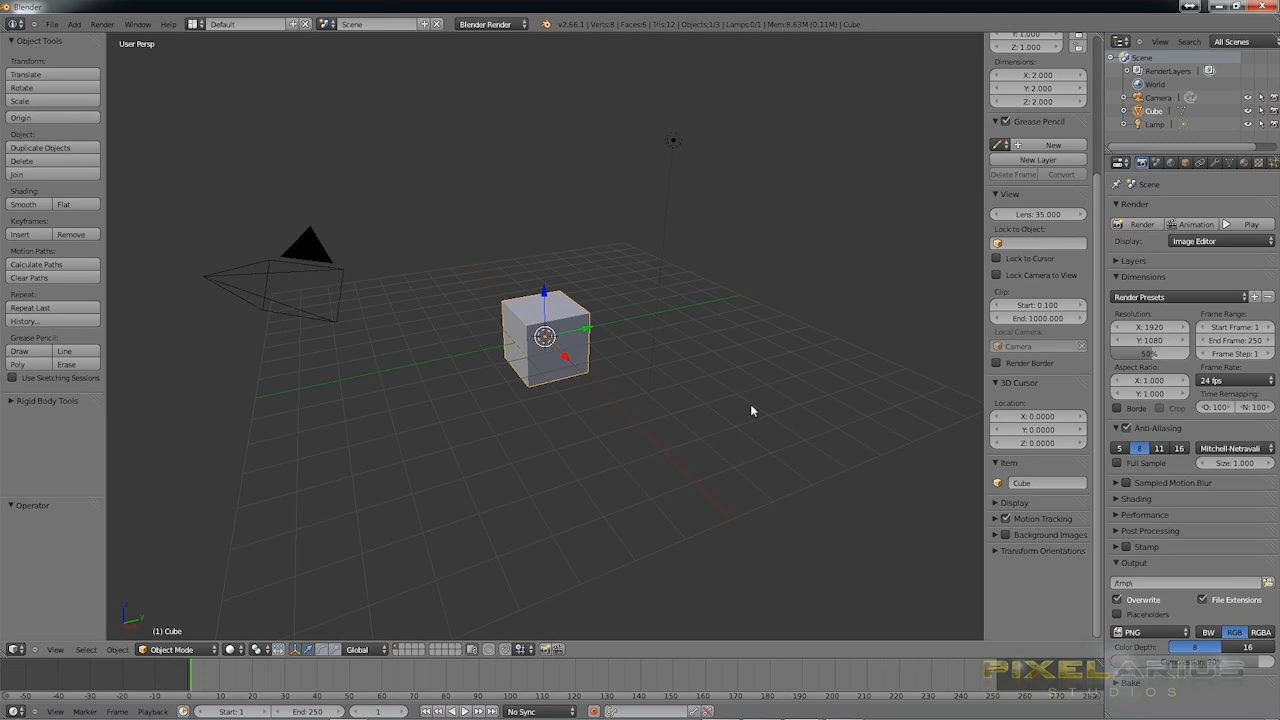 Blender
File Add Render Window Help Default Scene Blender Render v2.66.1 | Verts:8 | Faces:6 | Tris:12 | Objects:1/3 | Lamps:0/1 | Mem:8.63M (0.11M) | Cube
Object Tools
Transform:
Translate
Rotate
Scale
Origin
Object:
Duplicate Objects
Delete
Join
Shading:
Smooth Flat
Keyframes:
Insert Remove
Motion Paths:
Calculate Paths
Clear Paths
Repeat:
Repeat Last
History...
Grease Pencil:
Draw Line
Poly Erase
Use Sketching Sessions
Rigid Body Tools
Operator
User Persp
(1) Cube
Y: 1.000
Z: 1.000
Dimensions:
X: 2.000
Y: 2.000
Z: 2.000
Grease Pencil
New
New Layer
Delete Frame Convert
View
Lens: 35.000
Lock to Object:
Lock to Cursor
Lock Camera to View
Clip:
Start: 0.100
End: 1000.000
Local Camera:
Camera
Render Border
3D Cursor
Location:
X: 0.0000
Y: 0.0000
Z: 0.0000
Item
Cube
Display
Motion Tracking
Background Images
Transform Orientations
View Search All Scenes
Scene
RenderLayers
World
Camera
Cube
Lamp
Scene
Render
Render Animation Play
Display: Image Editor
Layers
Dimensions
Render Presets
Resolution: Frame Range:
X: 1920 Start Frame: 1
Y: 1080 End Frame: 250
50% Frame Step: 1
Aspect Ratio: Frame Rate:
X: 1.000 24 fps
Y: 1.000 Time Remapping:
Borde Crop O: 100 N: 100
Anti-Aliasing
5 8 11 16 Mitchell-Netravali
Full Sample Size: 1.000
Sampled Motion Blur
Shading
Performance
Post Processing
Stamp
Output
/tmp\
Overwrite File Extensions
Placeholders
PNG BW RGB RGBA
Color Depth: 8 16
Bake
View Select Object Object Mode Global
PIXELARIUS
STUDIOS
-50 -40 -30 -20 -10 0 10 20 30 40 50 60 70 80 90 100 110 120 130 140 150 160 170 180 190 200 210 220 230 240 250 260 270 280
View Marker Frame Playback Start: 1 End: 250 1 No Sync